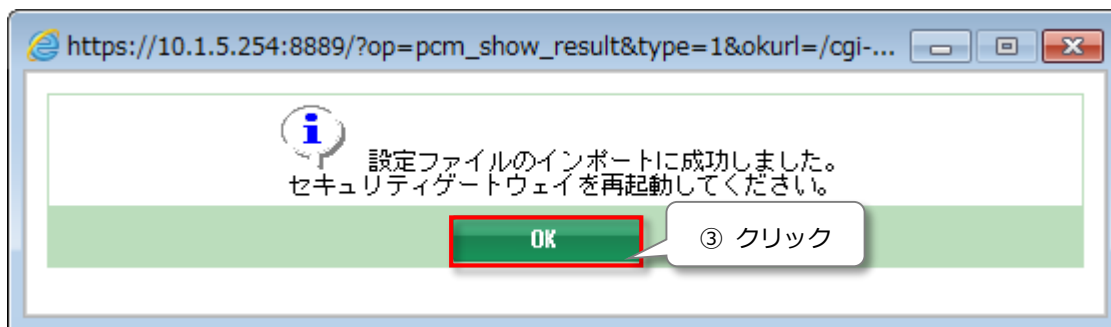 https://10.1.5.254:8889/?op=pcm_show_result&type=1&okurl=/cgi-...
設定ファイルのインポートに成功しました。
セキュリティゲートウェイを再起動してください。
OK
③ クリック